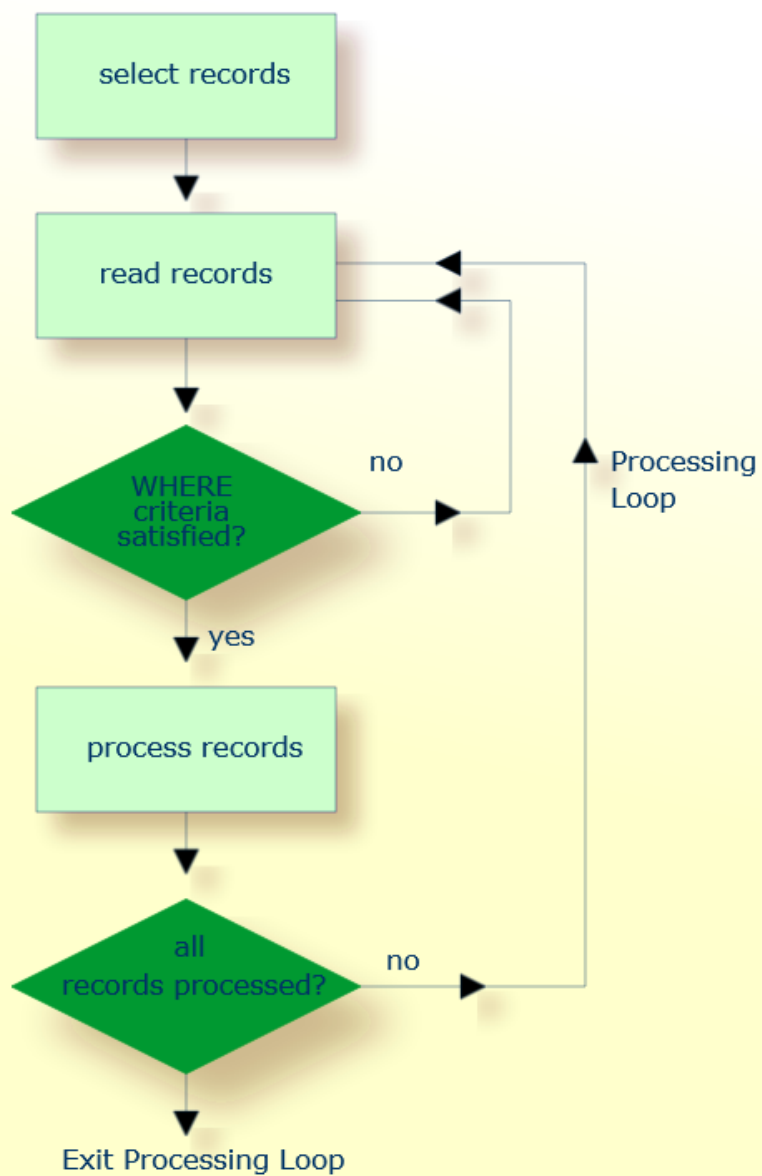 select records
read records
no
WHERE
criteria
satisfied?
Processing
Loop
yes
process records
all
records processed?
no
Exit Processing Loop